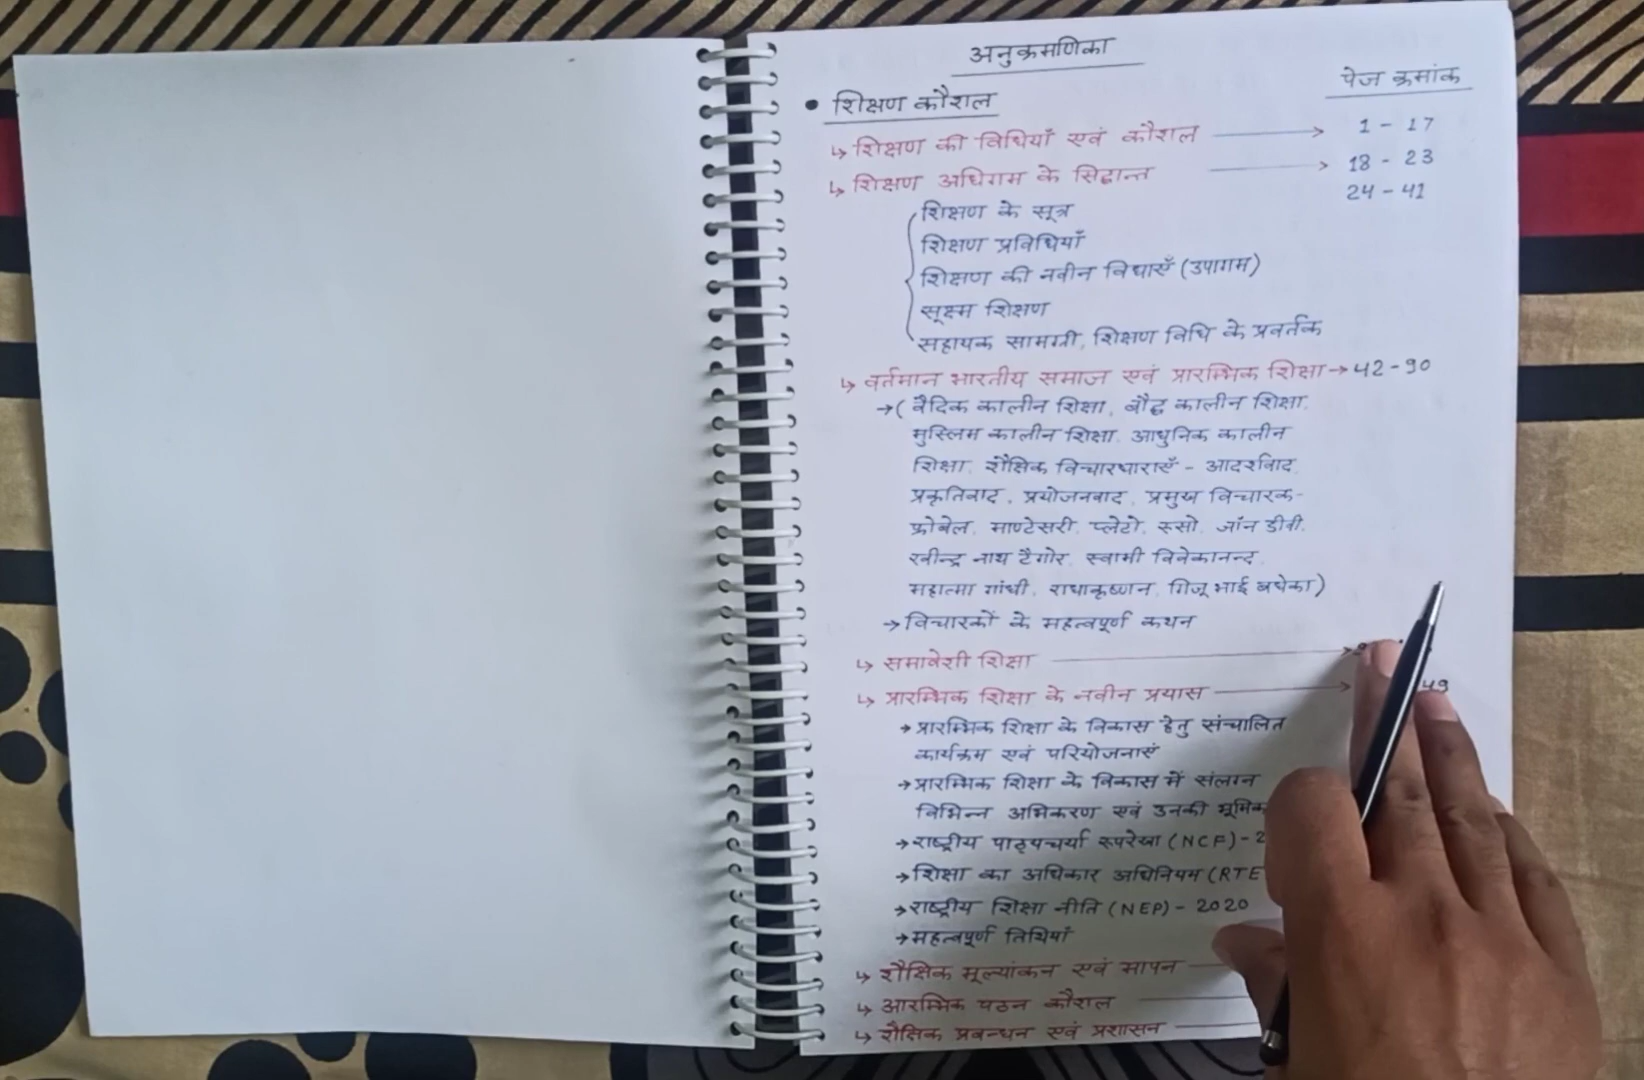 अनुक्रमणिका
पेज क्रमांक
• शिक्षण कौशल
↳ शिक्षण की विधियाँ एवं कौशल → 1 - 17
↳ शिक्षण अधिगम के सिद्धान्त → 18 - 23
24 - 41
शिक्षण के सूत्र
शिक्षण प्रविधियाँ
शिक्षण की नवीन विधाएँ (उपागम)
सूक्ष्म शिक्षण
सहायक सामग्री, शिक्षण विधि के प्रवर्तक
↳ वर्तमान भारतीय समाज एवं प्रारम्भिक शिक्षा → 42 - 90
→ ( वैदिक कालीन शिक्षा, बौद्ध कालीन शिक्षा,
मुस्लिम कालीन शिक्षा, आधुनिक कालीन
शिक्षा, शैक्षिक विचारधाराएँ - आदर्शवाद,
प्रकृतिवाद, प्रयोजनवाद, प्रमुख विचारक-
फ्रोबेल, माण्टेसरी, प्लेटो, रूसो, जॉन डीवी,
रवीन्द्र नाथ टैगोर, स्वामी विवेकानन्द,
महात्मा गांधी, राधाकृष्णन, गिजू भाई बधेका)
→ विचारकों के महत्वपूर्ण कथन
↳ समावेशी शिक्षा →
↳ प्रारम्भिक शिक्षा के नवीन प्रयास → 49
→ प्रारम्भिक शिक्षा के विकास हेतु संचालित
कार्यक्रम एवं परियोजनाएं
→ प्रारम्भिक शिक्षा के विकास में संलग्न
विभिन्न अभिकरण एवं उनकी
→ राष्ट्रीय पाठ्यचर्या रूपरेखा (NCF) - 2
→ शिक्षा का अधिकार अधिनियम (RTE
→ राष्ट्रीय शिक्षा नीति (NEP) - 2020
→ महत्वपूर्ण तिथियाँ
↳ शैक्षिक मूल्यांकन एवं मापन
↳ आरम्भिक पठन कौशल
↳ शैक्षिक प्रबन्धन एवं प्रशासन